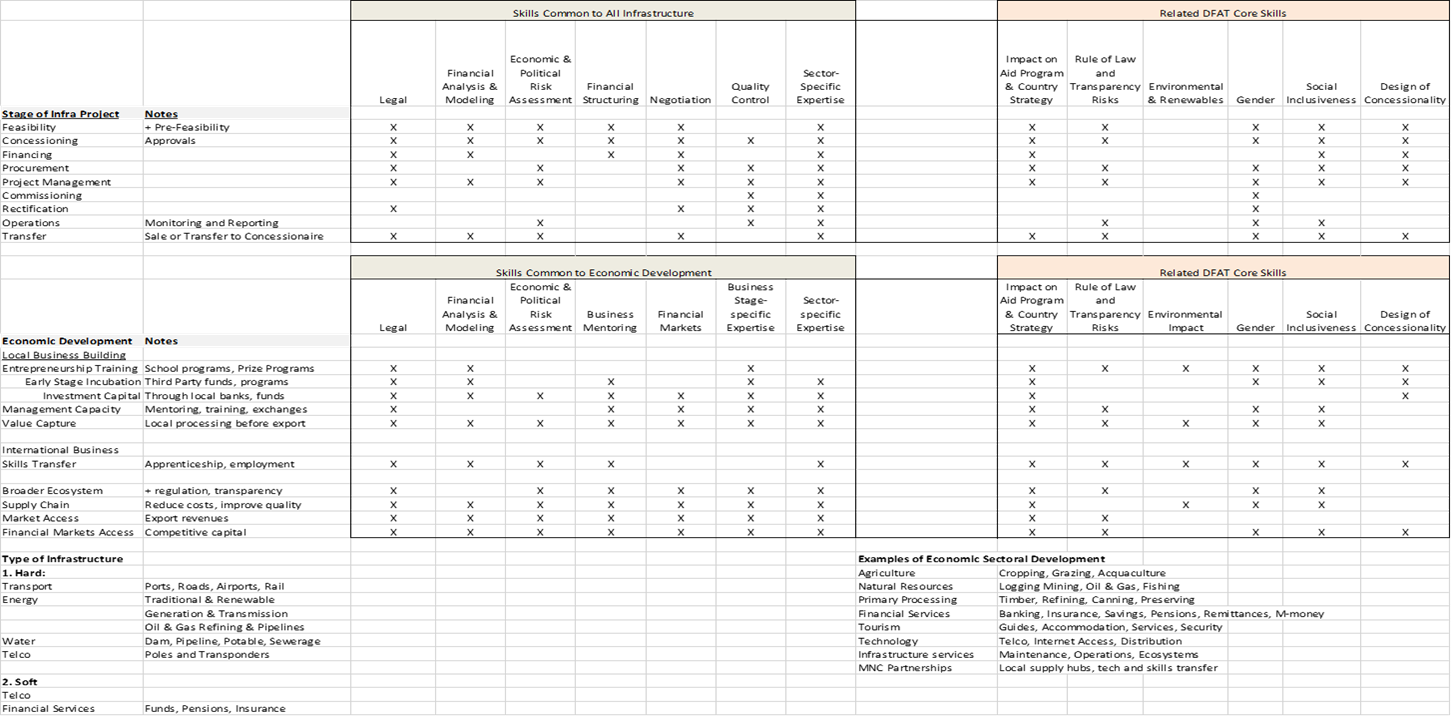 Skills Common to All Infrastructure	Related DFAT Core Skills
Legal	Financial Analysis & Modeling	Economic & Political Risk Assessment	Financial Structuring	Negotiation	Quality Control	Sector-Specific Expertise	Impact on Aid Program & Country Strategy	Rule of Law and Transparency Risks	Environmental & Renewables	Gender	Social Inclusiveness	Design of Concessionality
Stage of Infra Project	Notes
Feasibility	+ Pre-Feasibility	X	X	X	X	X		X	X	X		X	X	X
Concessioning	Approvals	X	X	X	X	X	X	X	X	X		X	X	X
Financing		X	X		X	X		X	X			 	X	X
Procurement		X		X		X	X	X	X	X		X	X	X
Project Management		X	X	X		X	X	X	X	X		X	X	X
Commissioning							X	X				X
Rectification		X				X	X	X				X
Operations	Monitoring and Reporting			X			X	X		X		X	X
Transfer	Sale or Transfer to Concessionaire	X	X	X		X		X	X	X		X	X	X
Skills Common to Economic Development	Related DFAT Core Skills
Legal	Financial Analysis & Modeling	Economic & Political Risk Assessment	Business Mentoring	Financial Markets	Business Stage-specific Expertise	Sector-specific Expertise	Impact on Aid Program & Country Strategy	Rule of Law and Transparency Risks	Environmental Impact	Gender	Social Inclusiveness	Design of Concessionality
Economic Development	Notes
Local Business Building
Entrepreneurship Training	School programs, Prize Programs	X	X				X		X	X	X	X	X	X
Early Stage Incubation	Third Party funds, programs	X	X		X		X	X	X			X	X	X
Investment Capital	Through local banks, funds	X	X	X	X	X	X	X	X					X
Management Capacity	Mentoring, training, exchanges	X			X	X	X	X	X	X		X	X
Value Capture	Local processing before export	X	X	X	X	X	X	X	X	X	X	X	X
International Business
Skills Transfer	Apprenticeship, employment	X	X	X	X			X	X	X	X	X	X	X
Broader Ecosystem	+ regulation, transparency	X		X	X	X	X	X	X	X		X	X
Supply Chain	Reduce costs, improve quality	X	X	X	X	X	X	X	X		X	X	X
Market Access	Export revenues	X	X	X	X	X	X	X	X	X
Financial Markets Access	Competitive capital	X	X	X	X	X	X	X	X	X		X	X	X
Type of Infrastructure	Examples of Economic Sectoral Development
1. Hard:	Agriculture	Cropping, Grazing, Acquaculture
Transport	Ports, Roads, Airports, Rail	Natural Resources	Logging Mining, Oil & Gas, Fishing
Energy	Traditional & Renewable	Primary Processing	Timber, Refining, Canning, Preserving
Generation & Transmission	Financial Services	Banking, Insurance, Savings, Pensions, Remittances, M-money
Oil & Gas Refining & Pipelines	Tourism	Guides, Accommodation, Services, Security
Water	Dam, Pipeline, Potable, Sewerage	Technology	Telco, Internet Access, Distribution
Telco	Poles and Transponders	Infrastructure services	Maintenance, Operations, Ecosystems
MNC Partnerships	Local supply hubs, tech and skills transfer
2. Soft
Telco
Financial Services	Funds, Pensions, Insurance